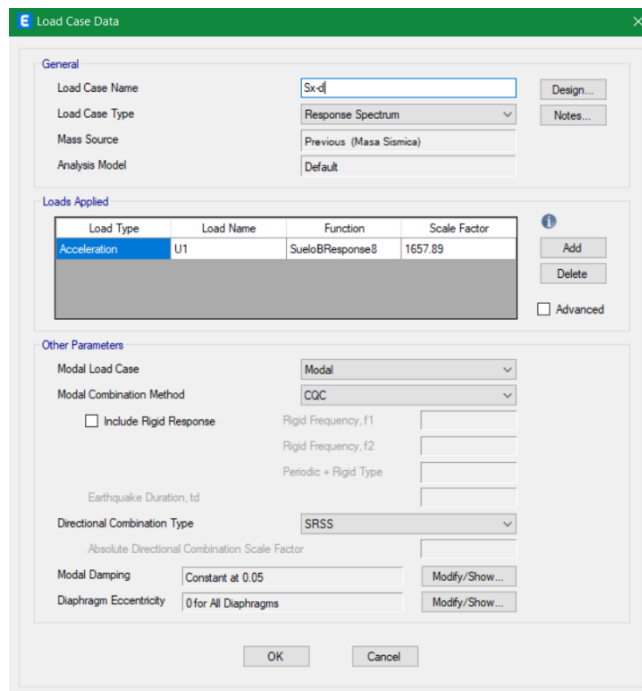 E Load Case Data
General
Load Case Name Sx-d Design...
Load Case Type Response Spectrum Notes...
Mass Source Previous (Masa Sismica)
Analysis Model Default
Loads Applied
Load Type Load Name Function Scale Factor
Acceleration U1 SueloBResponse8 1657.89 Add
Delete
Advanced
Other Parameters
Modal Load Case Modal
Modal Combination Method CQC
Include Rigid Response Rigid Frequency, f1
Rigid Frequency, f2
Periodic + Rigid Type
Earthquake Duration, td
Directional Combination Type SRSS
Absolute Directional Combination Scale Factor
Modal Damping Constant at 0.05 Modify/Show...
Diaphragm Eccentricity 0 for All Diaphragms Modify/Show...
OK Cancel